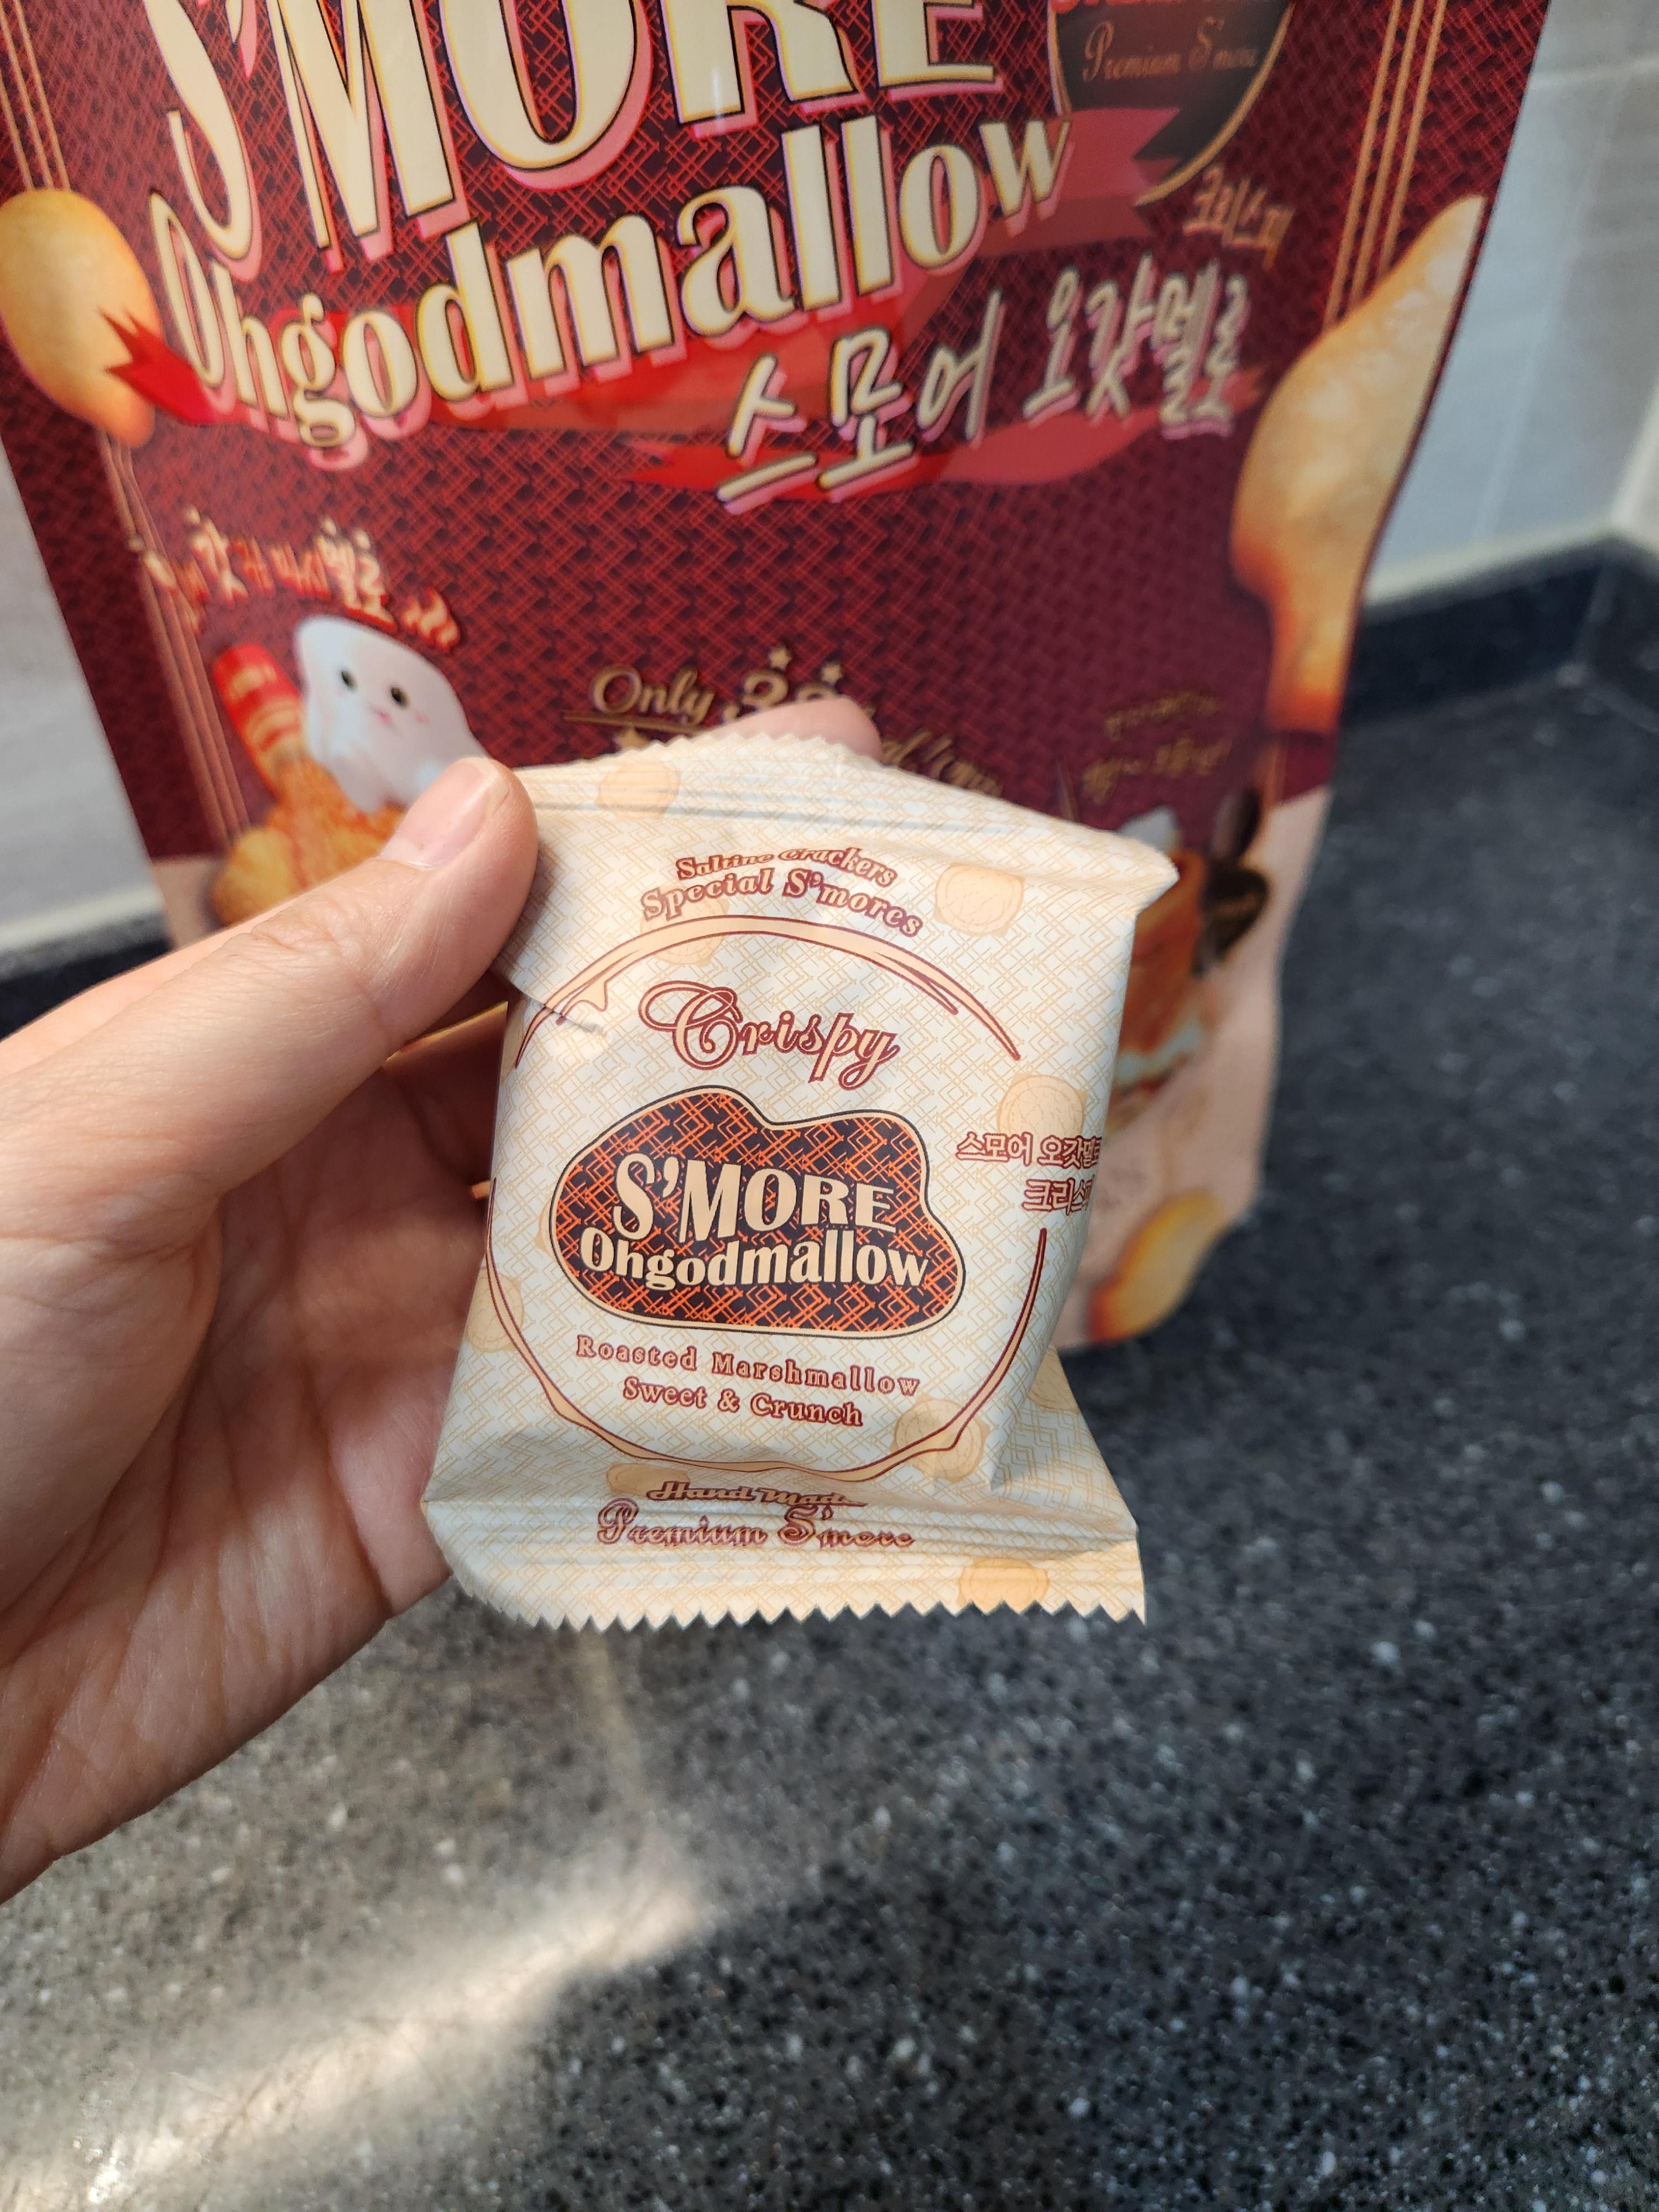 S'MORE
Premium S'more
Ohgodmallow
크리스피
스모어 오갓멜로
Only
Saltine Crackers
Special S'mores
Crispy
S'MORE
Ohgodmallow
스모어 오갓멜로
크리스피
Roasted Marshmallow
Sweet & Crunch
Hand Made
Premium S'more